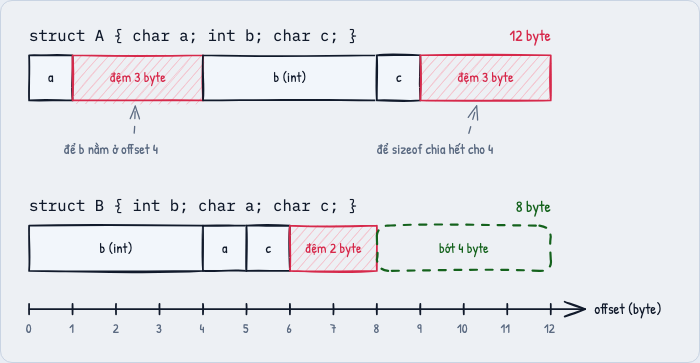 struct A { char a; int b; char c; }
12 byte
a
đệm 3 byte
b (int)
c
đệm 3 byte
để b nằm ở offset 4
để sizeof chia hết cho 4
struct B { int b; char a; char c; }
8 byte
b (int)
a
c
đệm 2 byte
bớt 4 byte
offset (byte)
0 1 2 3 4 5 6 7 8 9 10 11 12